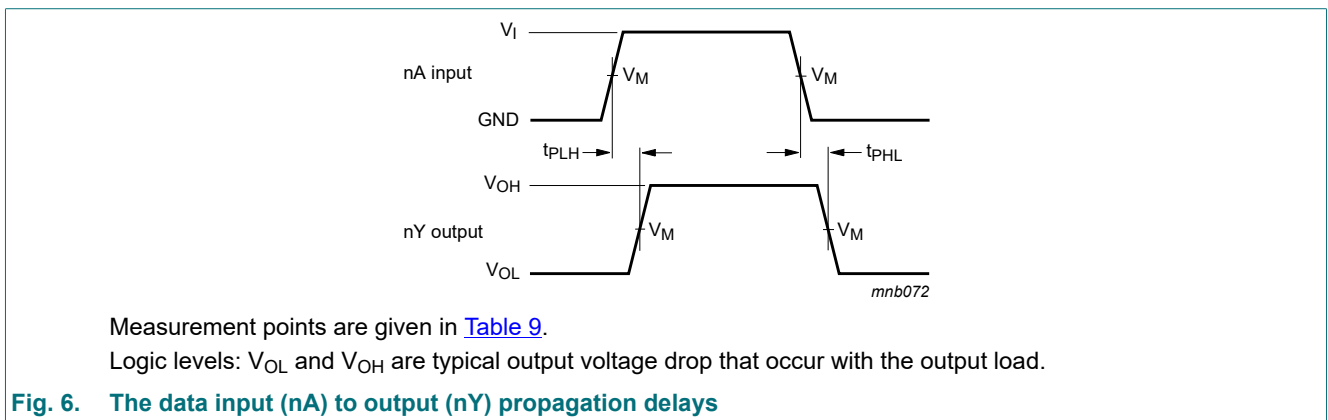 VI
nA input
VM
VM
GND
tPLH
tPHL
VOH
nY output
VM
VM
VOL
mnb072
Measurement points are given in Table 9.
Logic levels: VOL and VOH are typical output voltage drop that occur with the output load.
Fig. 6. The data input (nA) to output (nY) propagation delays